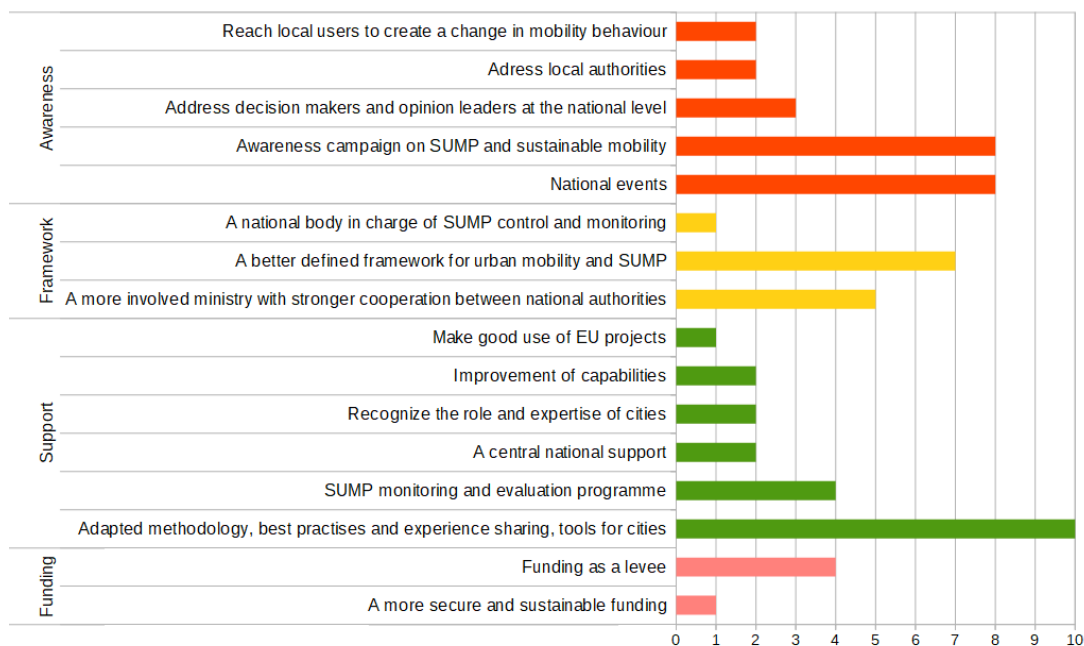 Awareness
Reach local users to create a change in mobility behaviour
Adress local authorities
Address decision makers and opinion leaders at the national level
Awareness campaign on SUMP and sustainable mobility
National events
Framework
A national body in charge of SUMP control and monitoring
A better defined framework for urban mobility and SUMP
A more involved ministry with stronger cooperation between national authorities
Support
Make good use of EU projects
Improvement of capabilities
Recognize the role and expertise of cities
A central national support
SUMP monitoring and evaluation programme
Adapted methodology, best practises and experience sharing, tools for cities
Funding
Funding as a levee
A more secure and sustainable funding
0 1 2 3 4 5 6 7 8 9 10